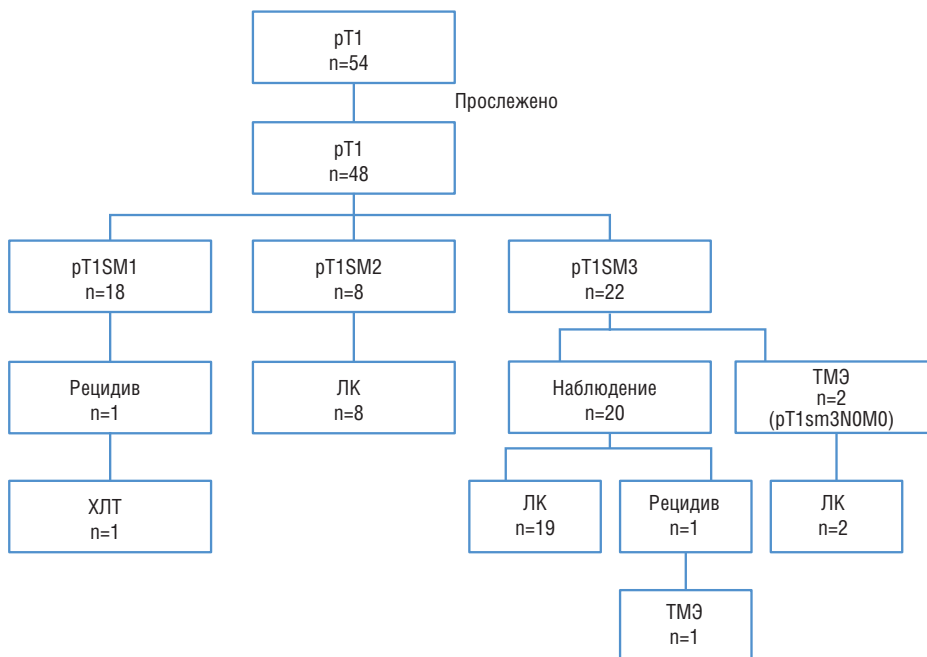 pT1
n=54
Прослежено
pT1
n=48
pT1SM1
n=18
pT1SM2
n=8
pT1SM3
n=22
Рецидив
n=1
ЛК
n=8
Наблюдение
n=20
ТМЭ
n=2
(pT1sm3N0M0)
ХЛТ
n=1
ЛК
n=19
Рецидив
n=1
ЛК
n=2
ТМЭ
n=1